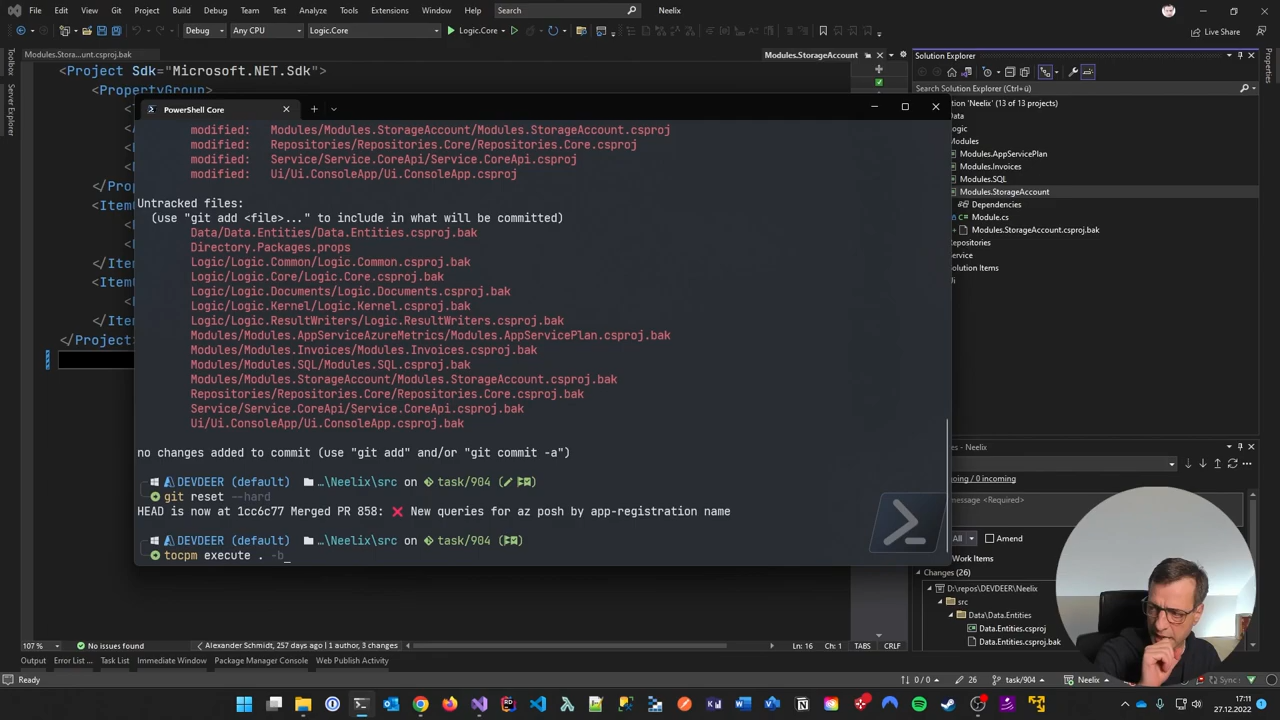 File Edit View Git Project Build Debug Team Test Analyze Tools Extensions Window Help Search Neelix
Debug Any CPU Logic.Core Logic.Core Live Share
Modules.Stora...unt.csproj.bak Modules.StorageAccount
Toolbox
Server Explorer
<Project Sdk="Microsoft.NET.Sdk">
<PropertyGroup>
</Item
<Item
</Item
</Project>
PowerShell Core
modified: Modules/Modules.StorageAccount/Modules.StorageAccount.csproj
modified: Repositories/Repositories.Core/Repositories.Core.csproj
modified: Service/Service.CoreApi/Service.CoreApi.csproj
modified: Ui/Ui.ConsoleApp/Ui.ConsoleApp.csproj
Untracked files:
(use "git add <file>..." to include in what will be committed)
Data/Data.Entities/Data.Entities.csproj.bak
Directory.Packages.props
Logic/Logic.Common/Logic.Common.csproj.bak
Logic/Logic.Core/Logic.Core.csproj.bak
Logic/Logic.Documents/Logic.Documents.csproj.bak
Logic/Logic.Kernel/Logic.Kernel.csproj.bak
Logic/Logic.ResultWriters/Logic.ResultWriters.csproj.bak
Modules/Modules.AppServiceAzureMetrics/Modules.AppServicePlan.csproj.bak
Modules/Modules.Invoices/Modules.Invoices.csproj.bak
Modules/Modules.SQL/Modules.SQL.csproj.bak
Modules/Modules.StorageAccount/Modules.StorageAccount.csproj.bak
Repositories/Repositories.Core/Repositories.Core.csproj.bak
Service/Service.CoreApi/Service.CoreApi.csproj.bak
Ui/Ui.ConsoleApp/Ui.ConsoleApp.csproj.bak
no changes added to commit (use "git add" and/or "git commit -a")
DEVDEER (default) ..\Neelix\src on task/904
git reset --hard
HEAD is now at 1cc6c77 Merged PR 858: ❌ New queries for az posh by app-registration name
DEVDEER (default) ..\Neelix\src on task/904
tocpm execute . -b_
Solution Explorer
Search Solution Explorer (Ctrl+ü)
'Neelix' (13 of 13 projects)
Modules.AppServicePlan
Modules.Invoices
Modules.SQL
Modules.StorageAccount
Dependencies
Module.cs
Modules.StorageAccount.csproj.bak
Properties
0 incoming
message <Required>
All Amend
Work Items
Changes (26)
D:\repos\DEVDEER\Neelix
src
Data\Data.Entities
Data.Entities.csproj
Data.Entities.csproj.bak
107 % No issues found Alexander Schmidt, 257 days ago | 1 author, 3 changes Ln: 16 Ch: 1 TABS CRLF
Output Error List ... Task List Immediate Window Package Manager Console Web Publish Activity
Ready 0 / 0 26 task/904 Neelix
17:11
27.12.2022